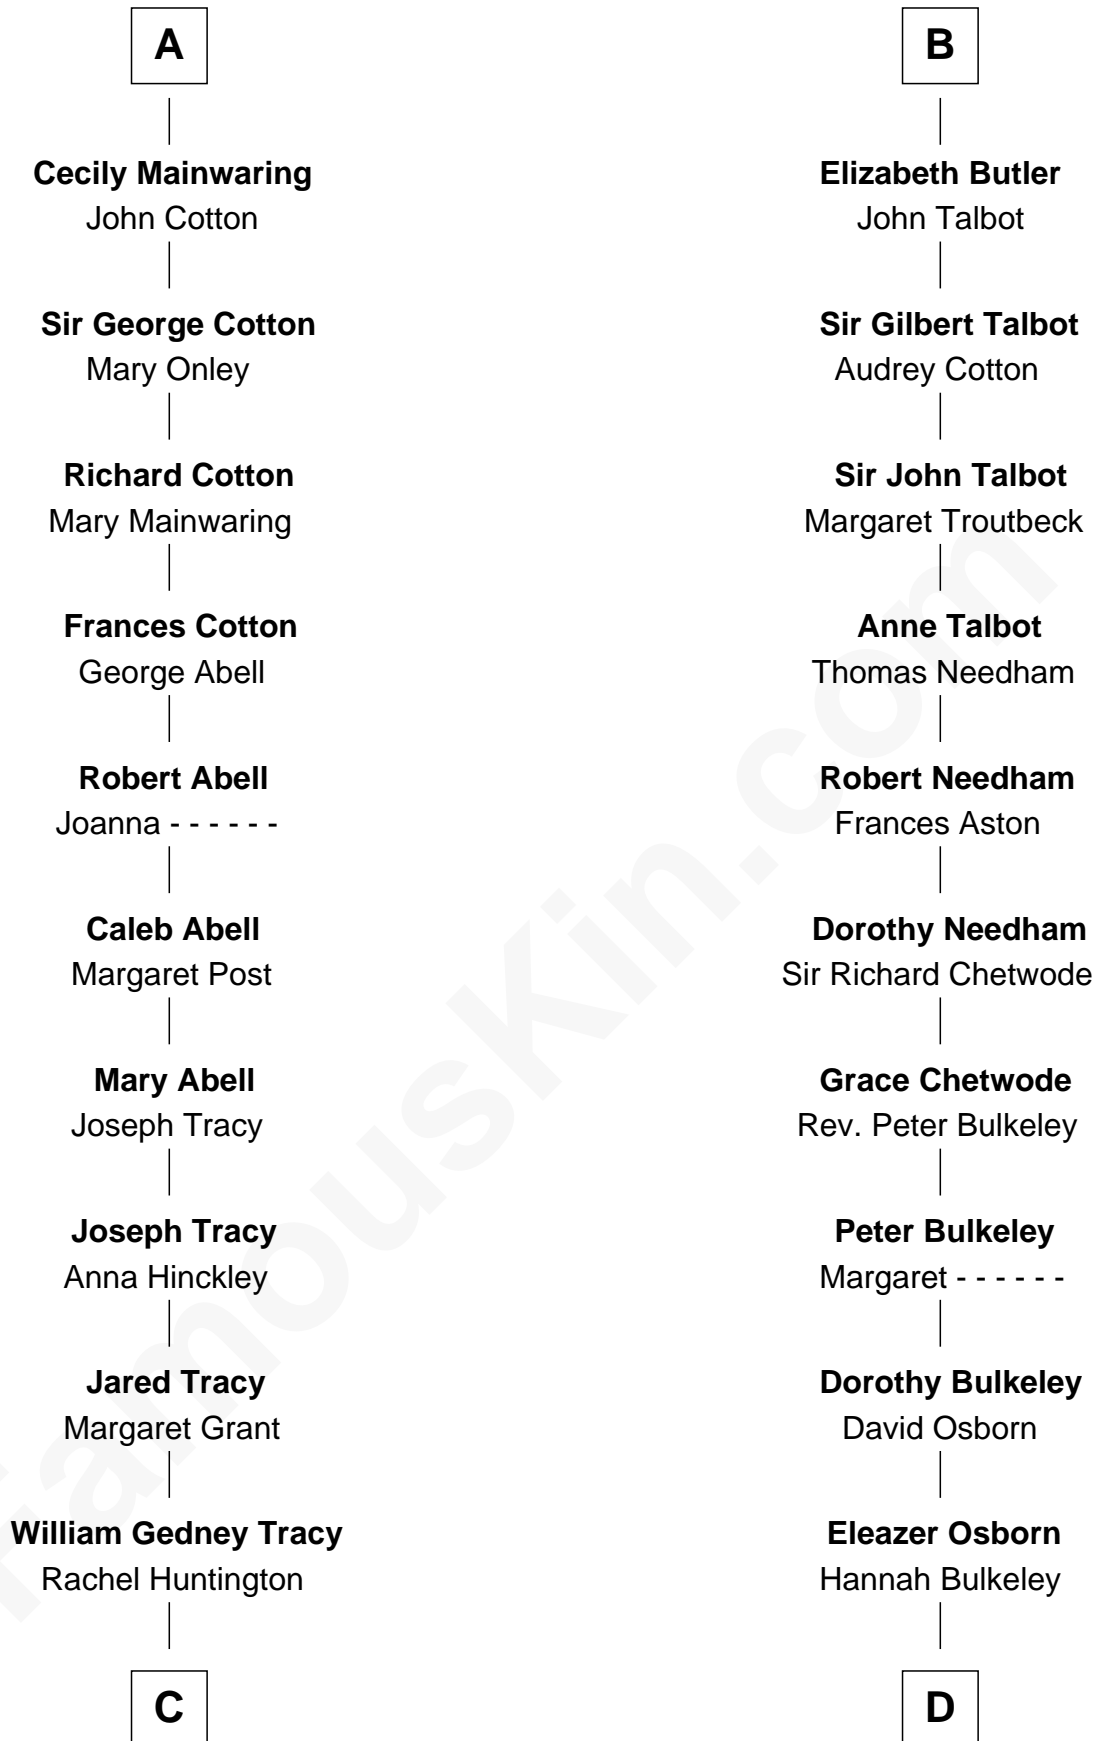 A
Cecily Mainwaring
John Cotton
Sir George Cotton
Mary Onley
Richard Cotton
Mary Mainwaring
Frances Cotton
George Abell
Robert Abell
Joanna - - - - - -
Caleb Abell
Margaret Post
Mary Abell
Joseph Tracy
Joseph Tracy
Anna Hinckley
Jared Tracy
Margaret Grant
William Gedney Tracy
Rachel Huntington
C
B
Elizabeth Butler
John Talbot
Sir Gilbert Talbot
Audrey Cotton
Sir John Talbot
Margaret Troutbeck
Anne Talbot
Thomas Needham
Robert Needham
Frances Aston
Dorothy Needham
Sir Richard Chetwode
Grace Chetwode
Rev. Peter Bulkeley
Peter Bulkeley
Margaret - - - - - -
Dorothy Bulkeley
David Osborn
Eleazer Osborn
Hannah Bulkeley
D
FamousKin.com